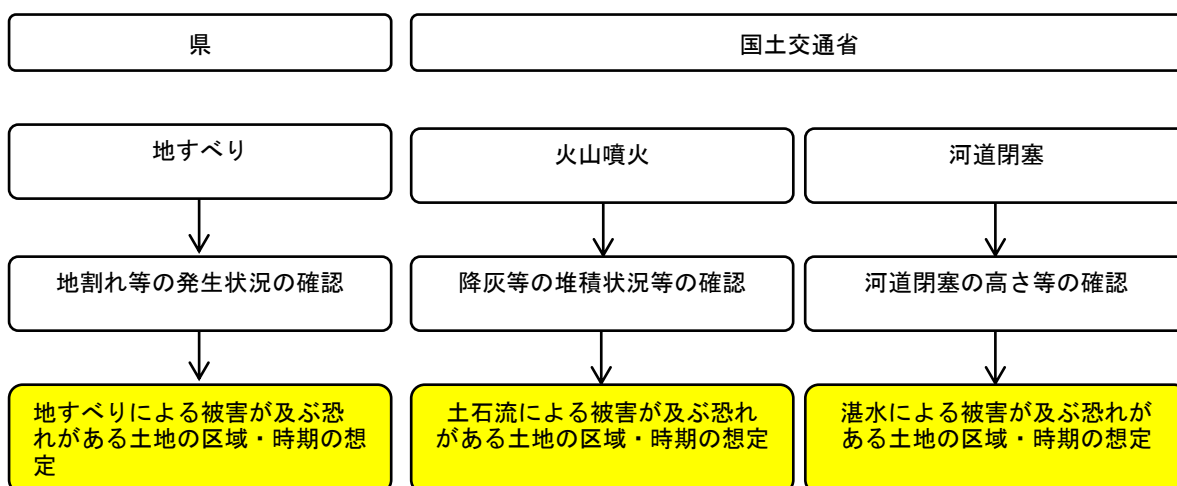 県
国土交通省
地すべり
火山噴火
河道閉塞
地割れ等の発生状況の確認
降灰等の堆積状況等の確認
河道閉塞の高さ等の確認
地すべりによる被害が及ぶ恐
れがある土地の区域・時期の想
定
土石流による被害が及ぶ恐れ
がある土地の区域・時期の想定
湛水による被害が及ぶ恐れが
ある土地の区域・時期の想定